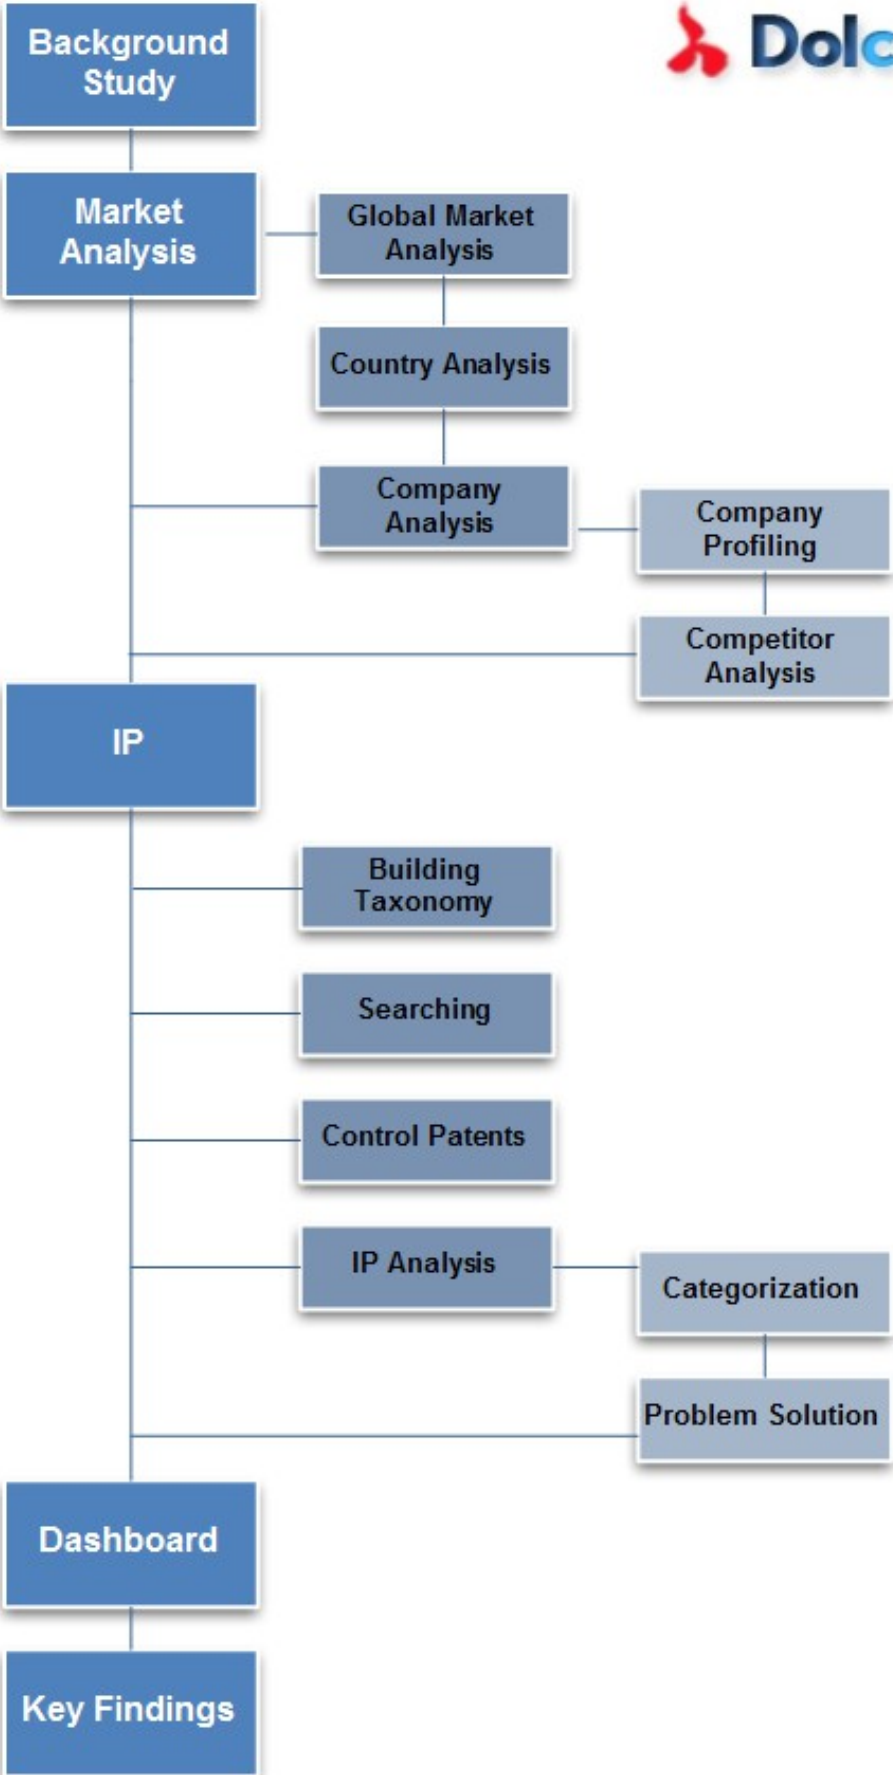 Background
Study
Market
Analysis
Global Market
Analysis
Country Analysis
Company
Analysis
Company
Profiling
Competitor
Analysis
IP
Building
Taxonomy
Searching
Control Patents
IP Analysis
Categorization
Problem Solution
Dashboard
Key Findings